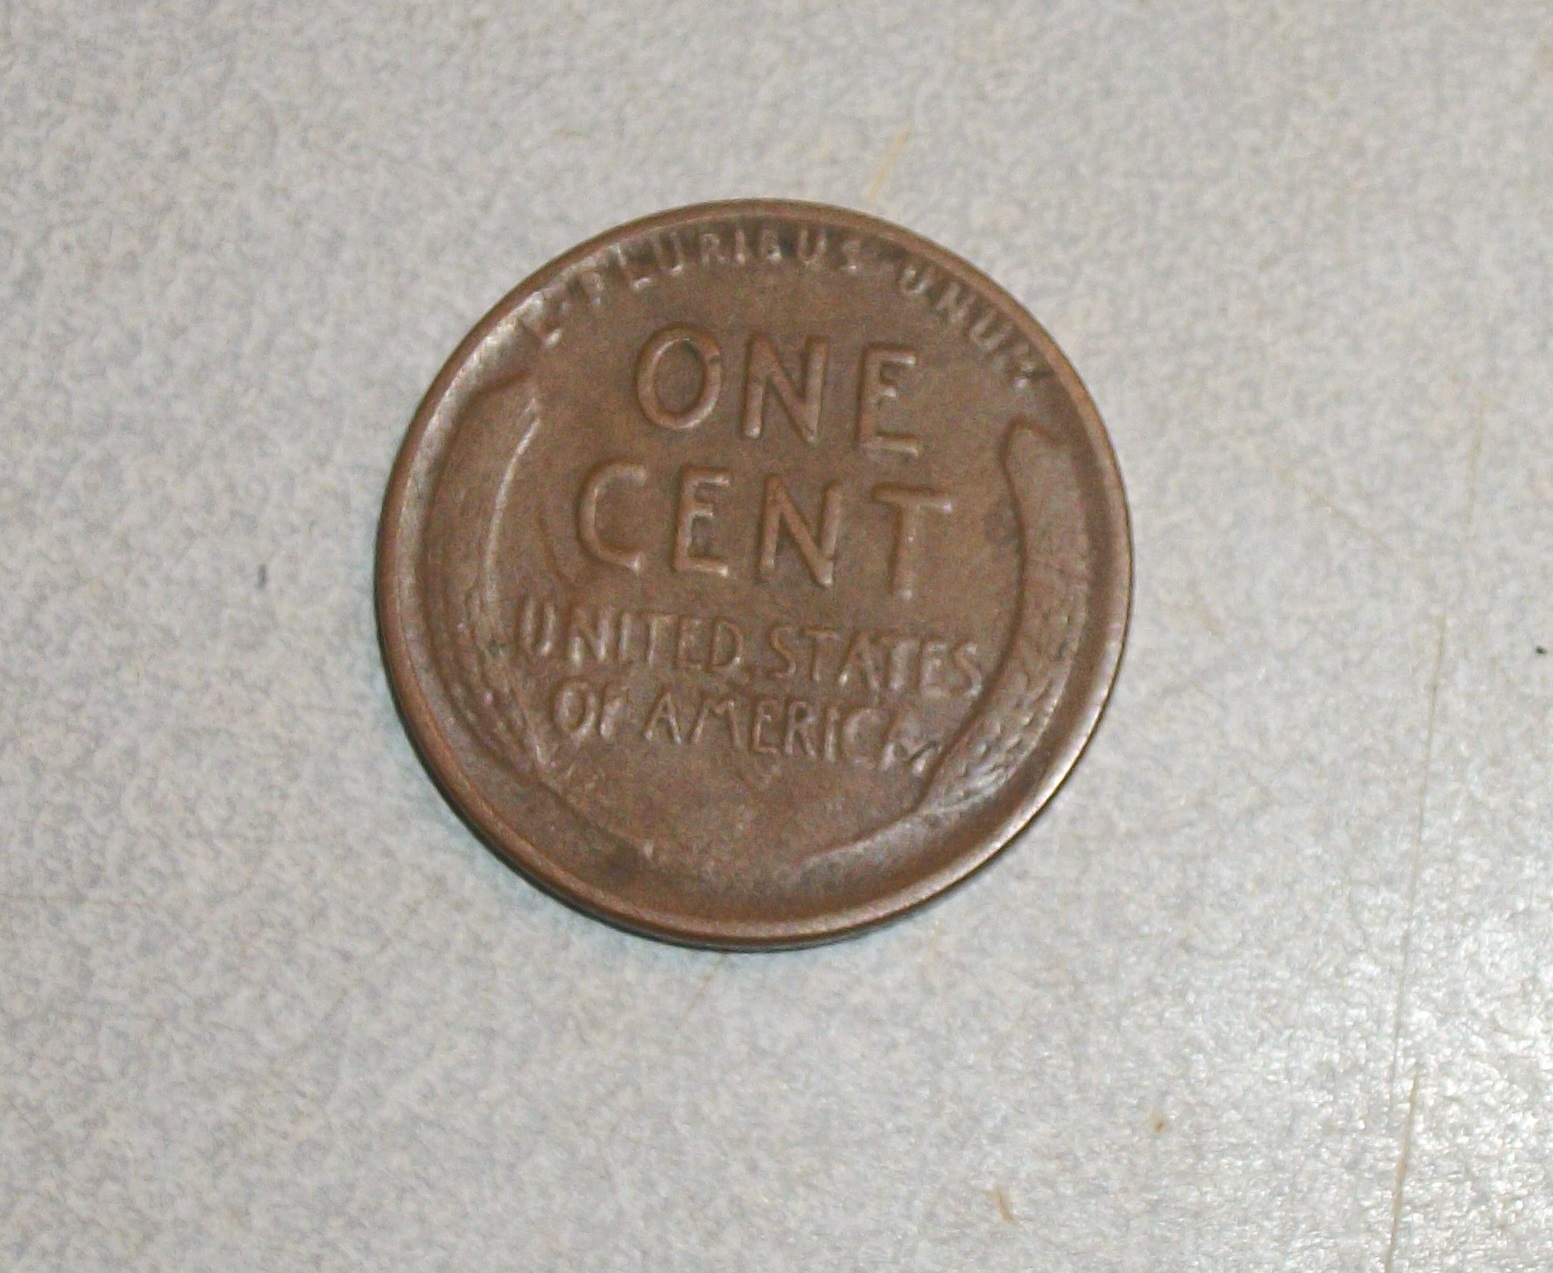 E·PLURIBUS·UNUM
ONE
CENT
UNITED STATES
OF AMERICA